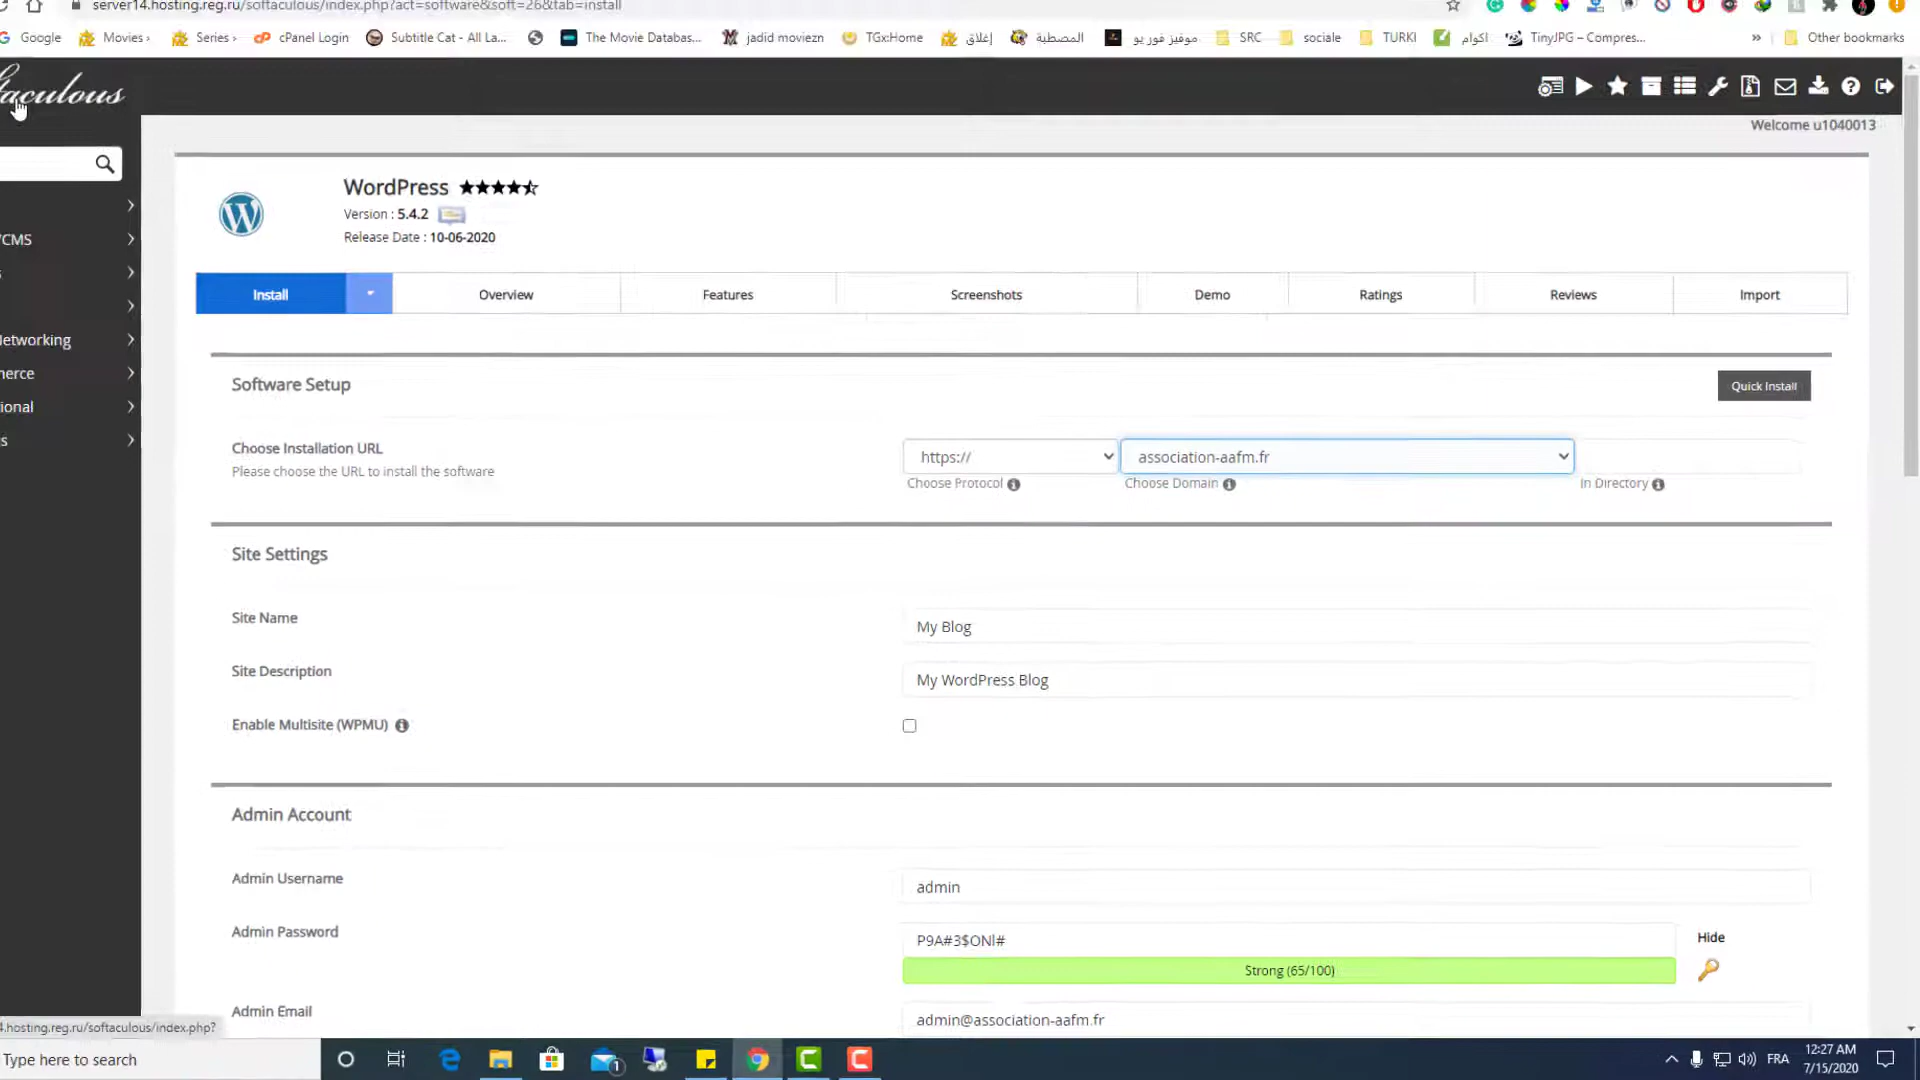 server14.hosting.reg.ru/softaculous/index.php?act=software&soft=26&tab=install
Google Movies › Series › cPanel Login Subtitle Cat - All La... The Movie Databas... jadid moviezn TGx:Home إغلاق المصطبة موفيز فور يو SRC sociale TURKI اكوام TinyJPG – Compres... » Other bookmarks
taculous
Welcome u1040013
WordPress
Version : 5.4.2
Release Date : 10-06-2020
/CMS
s
Networking
merce
ional
s
Install Overview Features Screenshots Demo Ratings Reviews Import
Software Setup
Quick Install
Choose Installation URL
Please choose the URL to install the software
https:// association-aafm.fr
Choose Protocol Choose Domain In Directory
Site Settings
Site Name
My Blog
Site Description
My WordPress Blog
Enable Multisite (WPMU)
Admin Account
Admin Username
admin
Admin Password
P9A#3$ONl#
Hide
Strong (65/100)
Admin Email
admin@association-aafm.fr
4.hosting.reg.ru/softaculous/index.php?
Type here to search
1
FRA
12:27 AM
7/15/2020